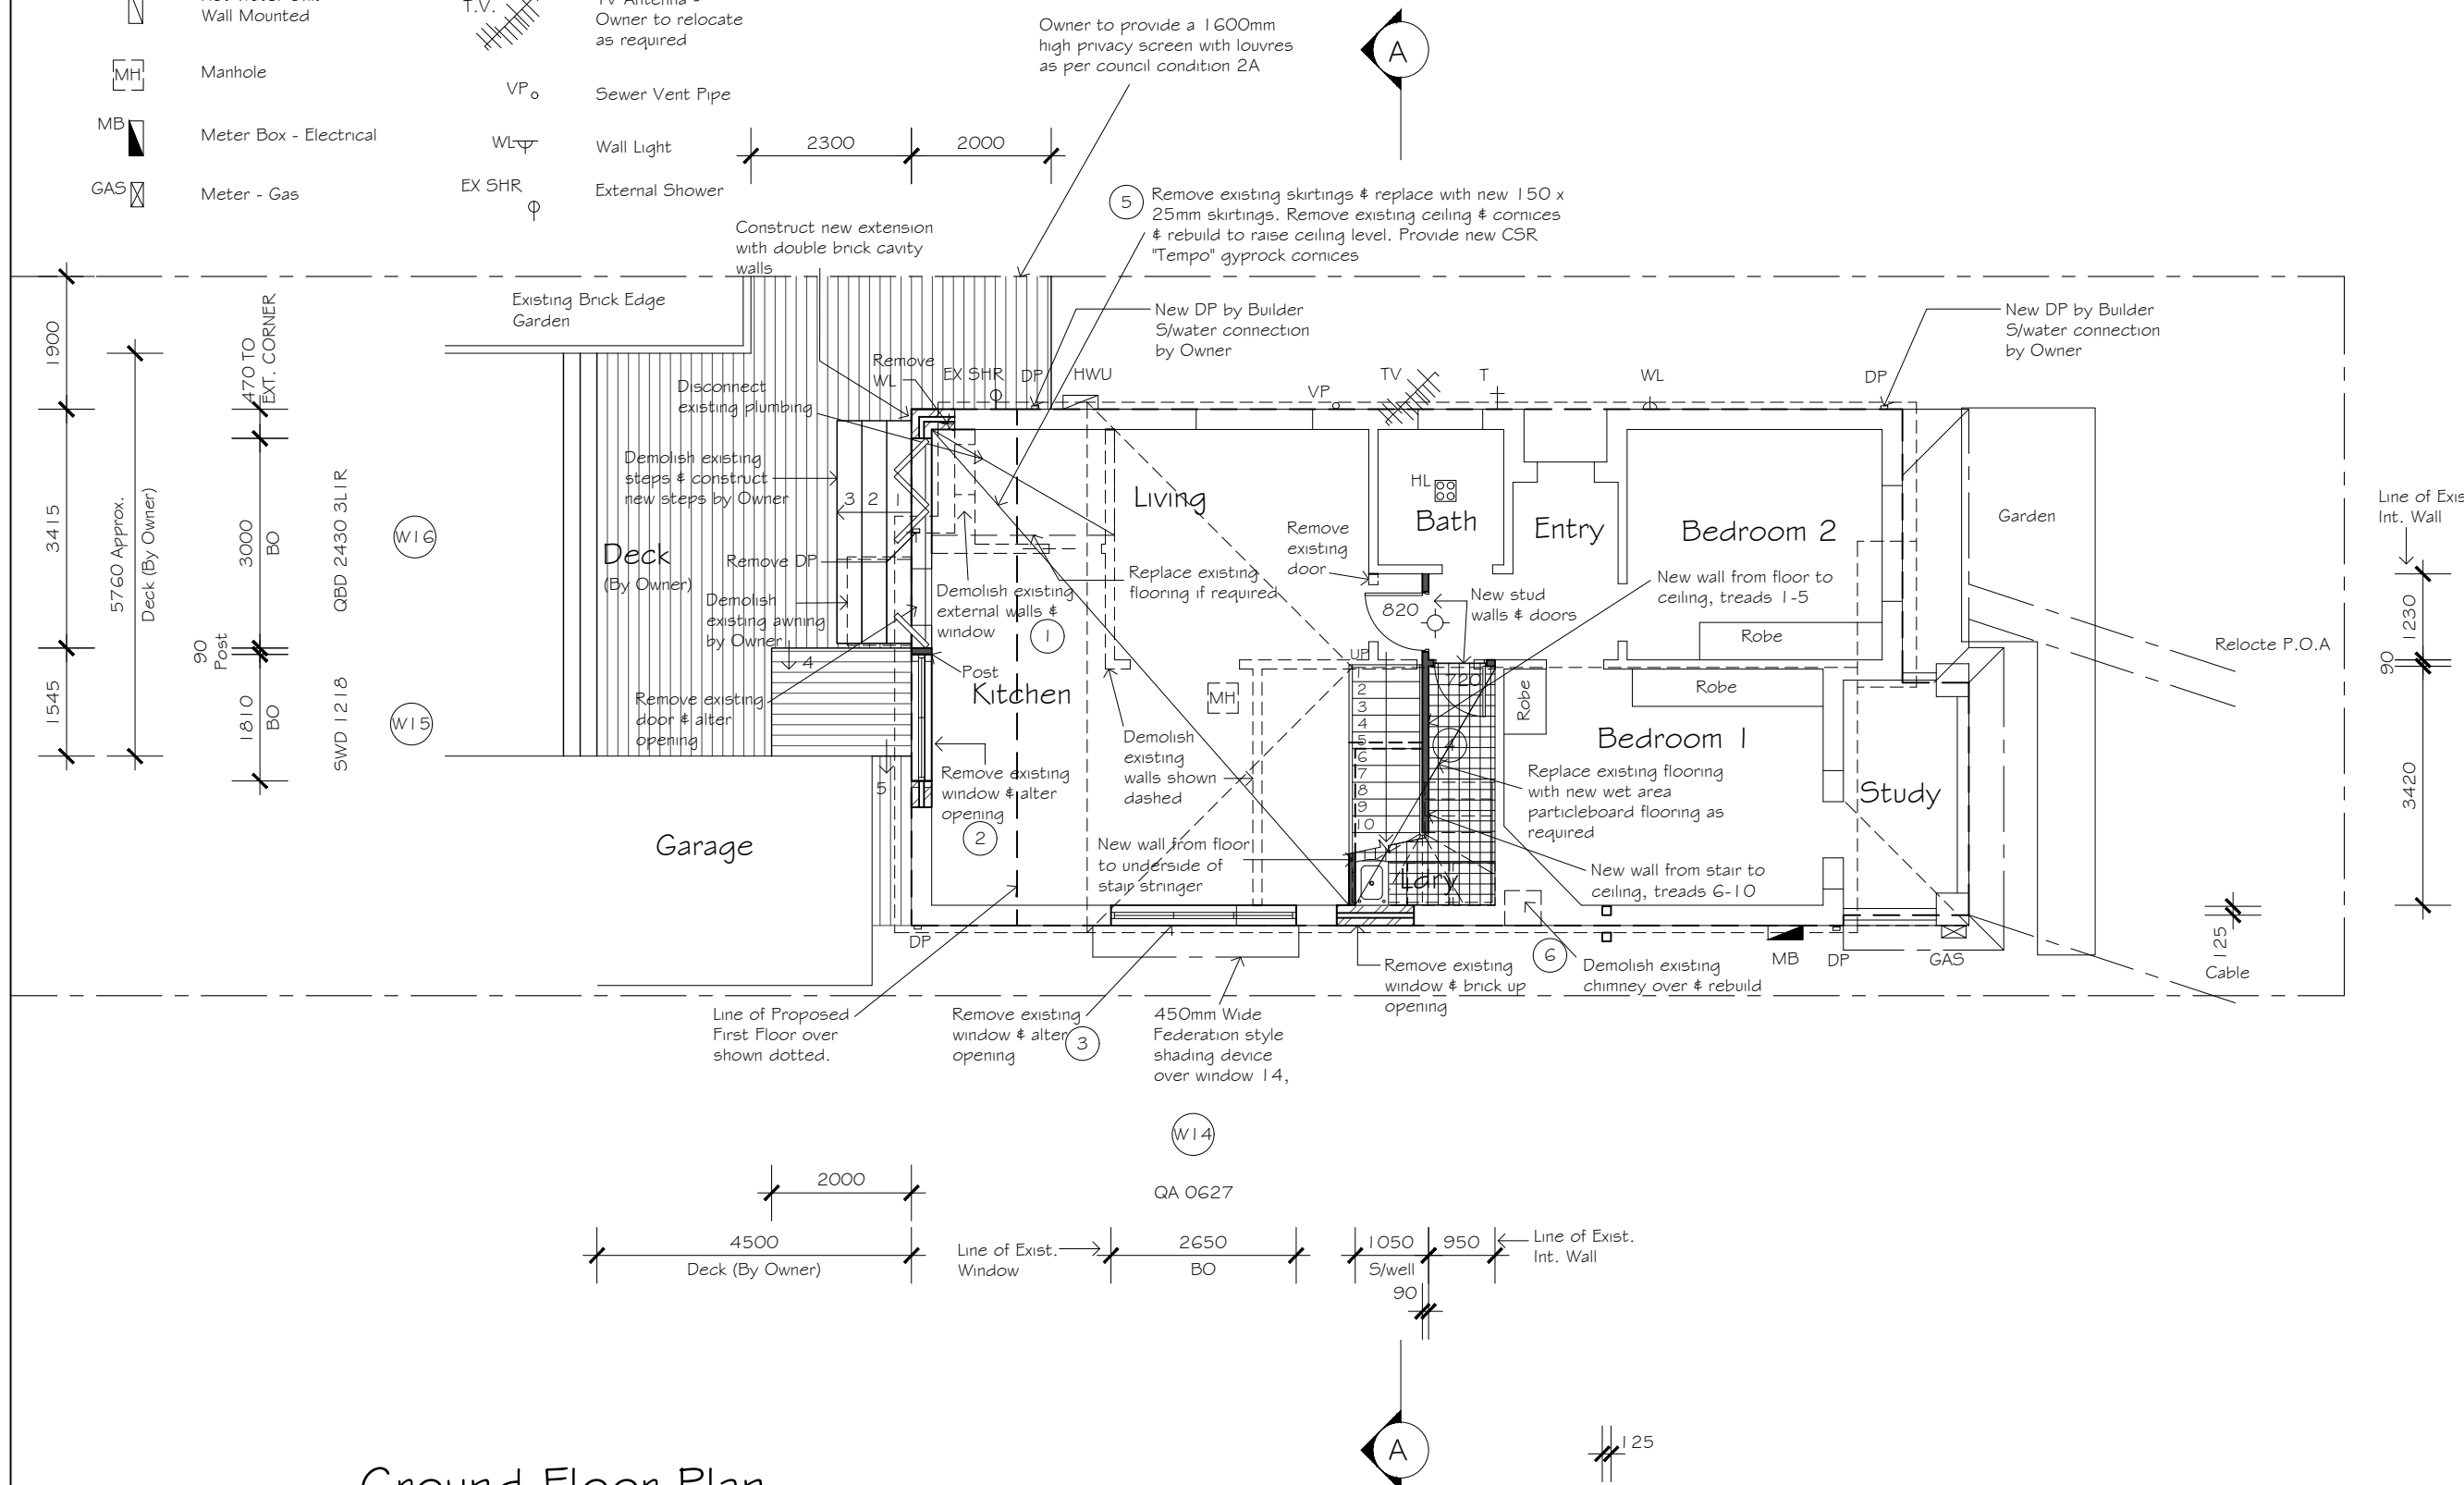 Wall Mounted
T.V.
TV Antenna -
Owner to relocate
as required
MH
Manhole
VP
Sewer Vent Pipe
MB
Meter Box - Electrical
WL
Wall Light
GAS
Meter - Gas
EX SHR
External Shower
Owner to provide a 1600mm
high privacy screen with louvres
as per council condition 2A
A
2300
2000
5
Remove existing skirtings & replace with new 150 x
25mm skirtings. Remove existing ceiling & cornices
& rebuild to raise ceiling level. Provide new CSR
"Tempo" gyprock cornices
Construct new extension
with double brick cavity
walls
Existing Brick Edge
Garden
New DP by Builder
S/water connection
by Owner
New DP by Builder
S/water connection
by Owner
1900
470 TO
EXT. CORNER
Remove
WL
EX SHR
DP
HWU
VP
TV
T
WL
DP
Disconnect
existing plumbing
Demolish existing
steps & construct
new steps by Owner
3 2 1
3415
5760 Approx.
Deck (By Owner)
3000
BO
QBD 2430 3L1R
W16
Deck
(By Owner)
Remove DP
Demolish
existing awning
by Owner
Demolish existing
external walls &
window
1
Living
Replace existing
flooring if required
Remove
existing
door
HL
Bath
Entry
Bedroom 2
Garden
Line of Exis
Int. Wall
820
New stud
walls & doors
New wall from floor to
ceiling, treads 1-5
Robe
1230
90
Relocte P.O.A
90
Post
4
Post
Kitchen
UP
1
2
3
4
5
6
7
8
9
10
11
720
4
MH
Robe
Robe
Bedroom 1
1545
1810
BO
SWD 1218
W15
Remove existing
door & alter
opening
5
Remove existing
window & alter
opening
2
Demolish
existing
walls shown
dashed
Replace existing flooring
with new wet area
particleboard flooring as
required
Study
3420
Garage
New wall from floor
to underside of
stair stringer
Ldry
New wall from stair to
ceiling, treads 6-10
DP
6
Remove existing
window & brick up
opening
Demolish existing
chimney over & rebuild
MB
DP
GAS
125
Cable
Line of Proposed
First Floor over
shown dotted.
Remove existing
window & alter
opening
3
450mm Wide
Federation style
shading device
over window 14,
W14
QA 0627
2000
4500
Deck (By Owner)
Line of Exist.
Window
2650
BO
1050
S/well
950
Line of Exist.
Int. Wall
90
A
125
Ground Floor Plan